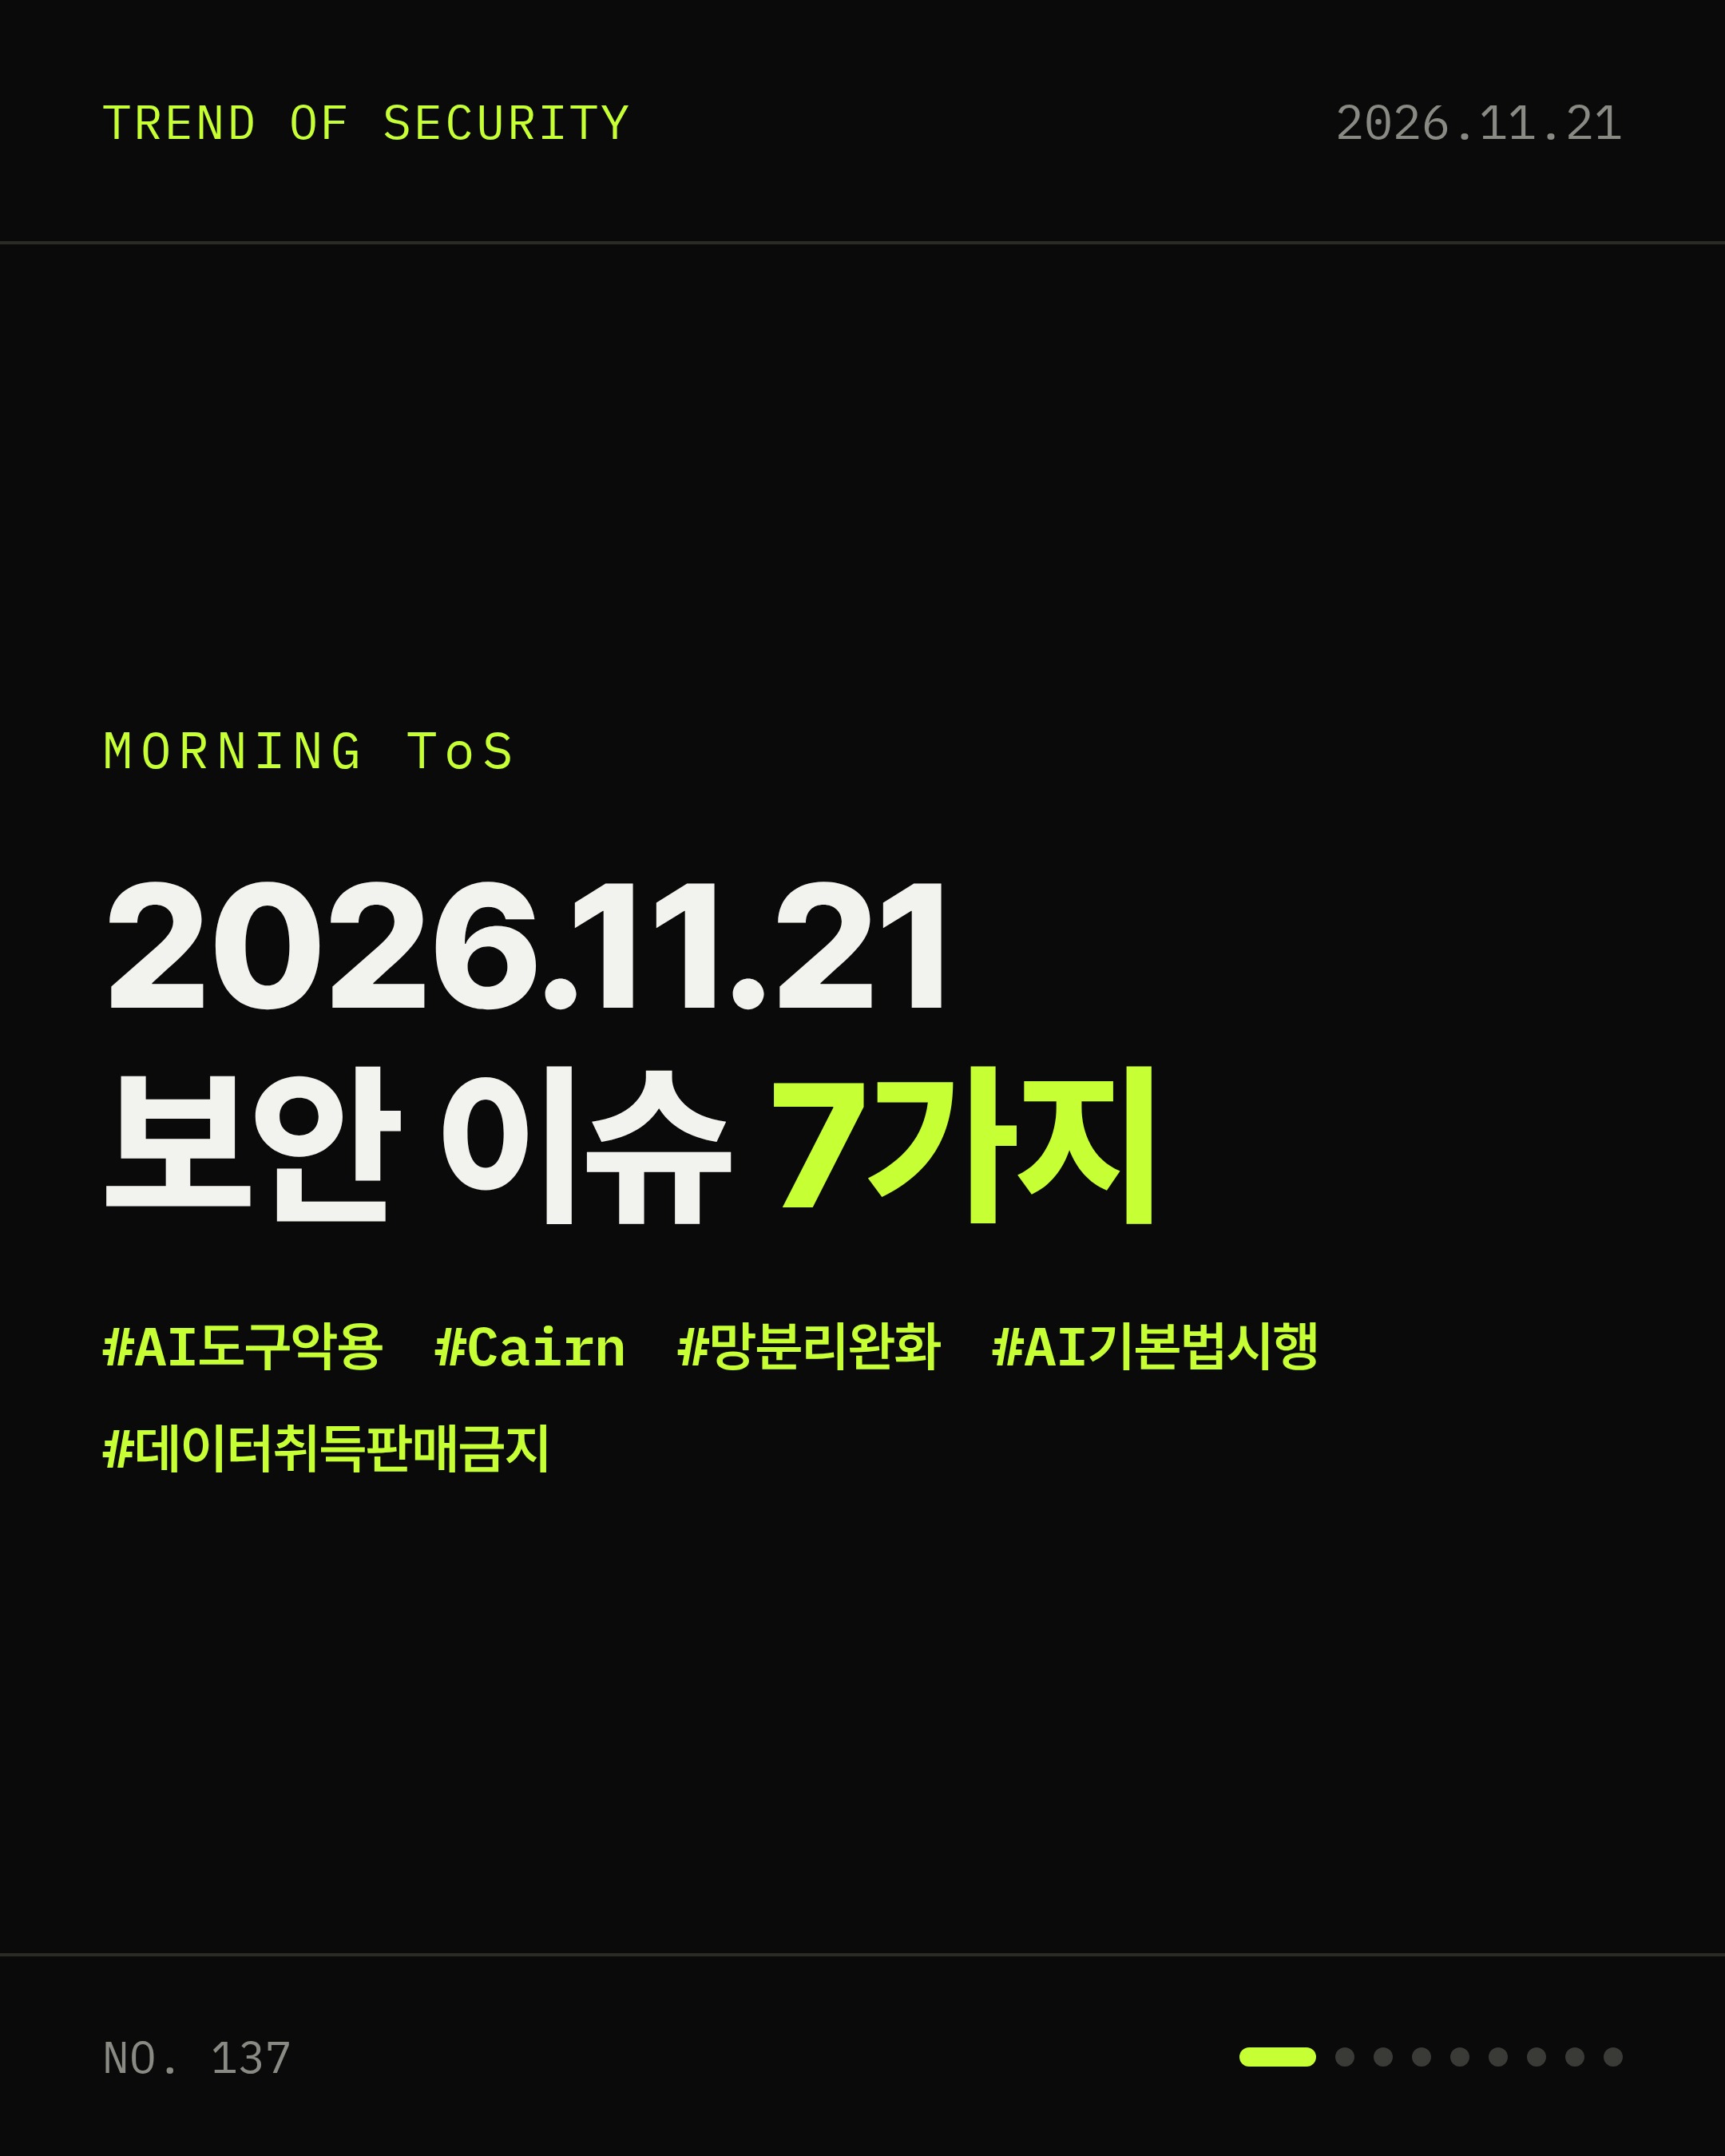 TREND OF SECURITY 2026.11.21
MORNING ToS
2026.11.21
보안 이슈 7가지
#AI도구악용 #Cairn #망분리완화 #AI기본법시행
#데이터취득판매금지
NO. 137